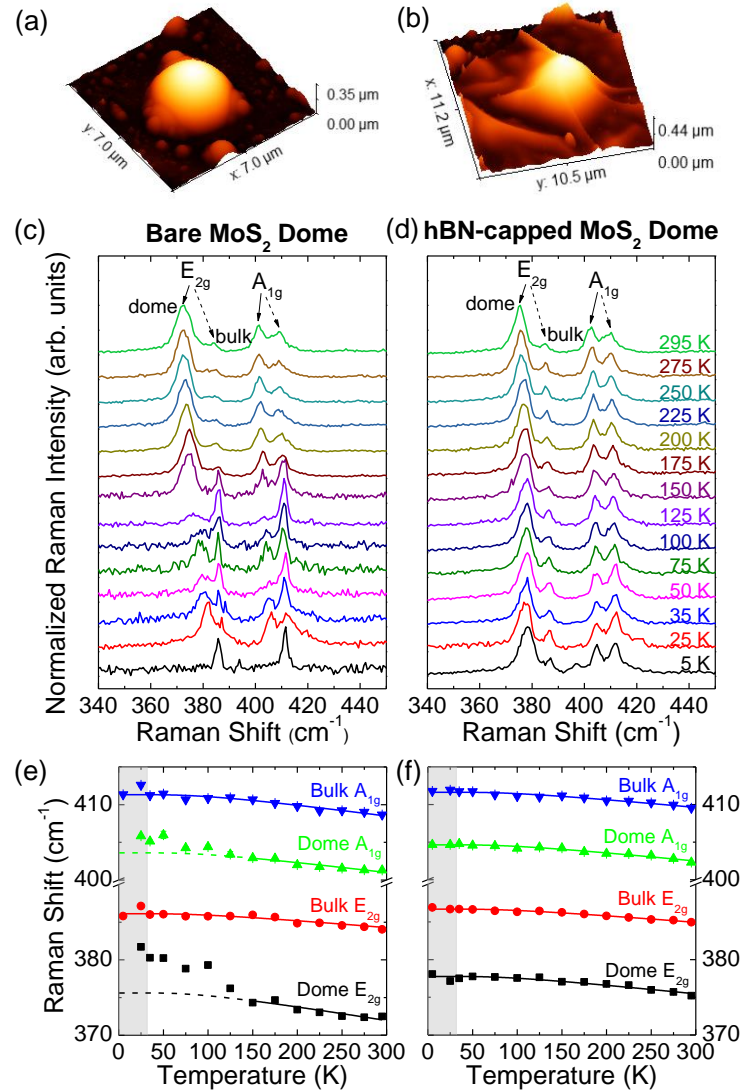 (a)
0.35 µm
0.00 µm
y: 7.0 µm
x: 7.0 µm
(b)
x: 11.2 µm
0.44 µm
0.00 µm
y: 10.5 µm
(c) Bare MoS2 Dome
E2g
A1g
dome
bulk
Normalized Raman Intensity (arb. units)
340 360 380 400 420 440
Raman Shift (cm-1)
(d) hBN-capped MoS2 Dome
E2g
A1g
dome
bulk
295 K
275 K
250 K
225 K
200 K
175 K
150 K
125 K
100 K
75 K
50 K
35 K
25 K
5 K
340 360 380 400 420 440
Raman Shift (cm-1)
(e)
Bulk A1g
Dome A1g
Bulk E2g
Dome E2g
410
400
380
370
Raman Shift (cm-1)
0 50 100 150 200 250 300
Temperature (K)
(f)
Bulk A1g
Dome A1g
Bulk E2g
Dome E2g
410
400
380
370
0 50 100 150 200 250 300
Temperature (K)